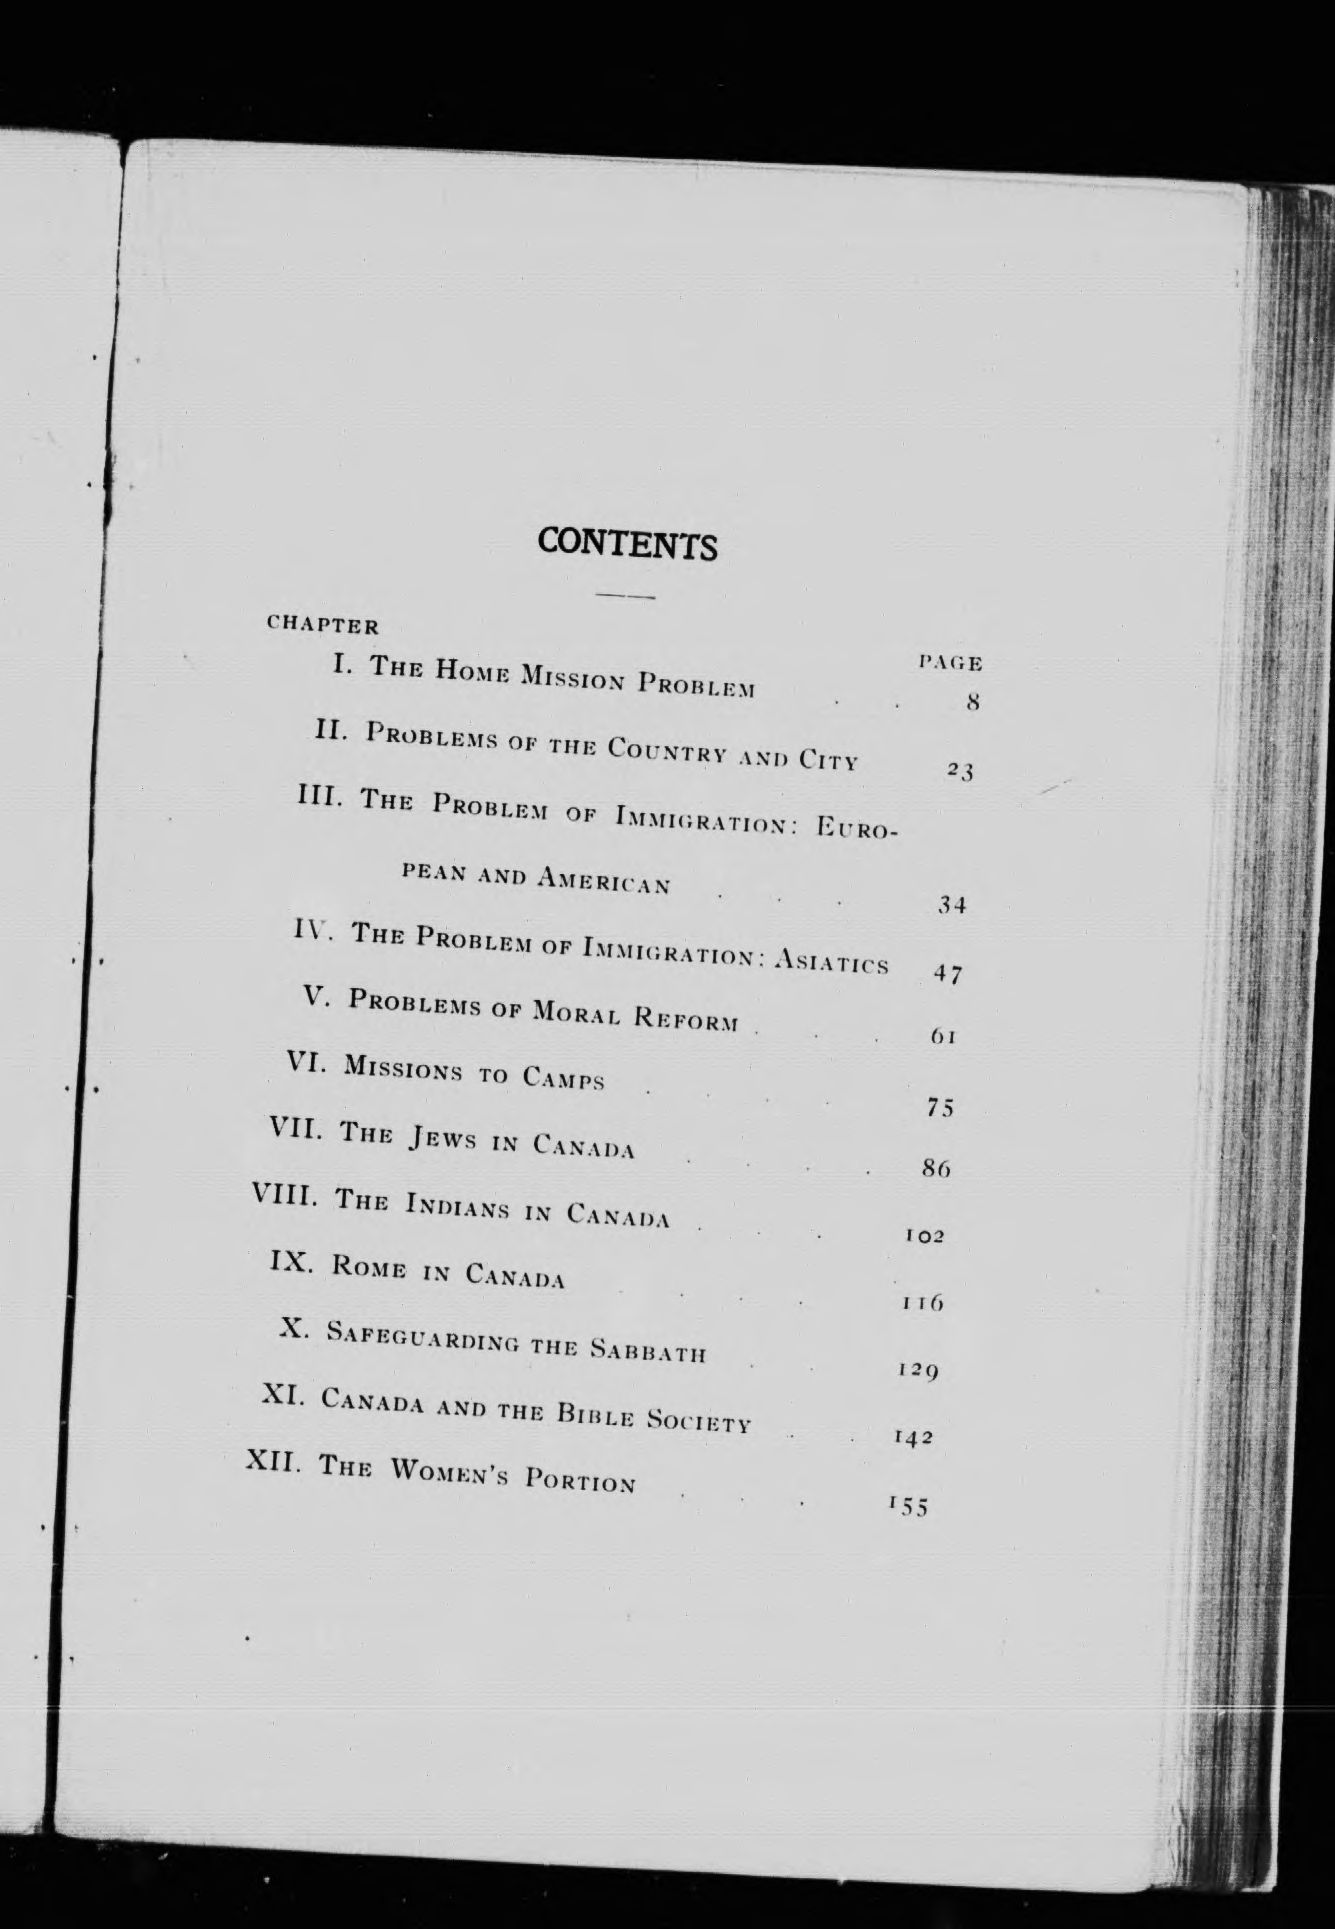 CONTENTS
CHAPTER PAGE
I. The Home Mission Problem . . 8
II. Problems of the Country and City 23
III. The Problem of Immigration: Euro-
pean and American . . . 34
IV. The Problem of Immigration: Asiatics 47
V. Problems of Moral Reform . . . 61
VI. Missions to Camps . . . . 75
VII. The Jews in Canada . . . . 86
VIII. The Indians in Canada . . . 102
IX. Rome in Canada . . . . 116
X. Safeguarding the Sabbath . . 129
XI. Canada and the Bible Society . . 142
XII. The Women's Portion . . . 155